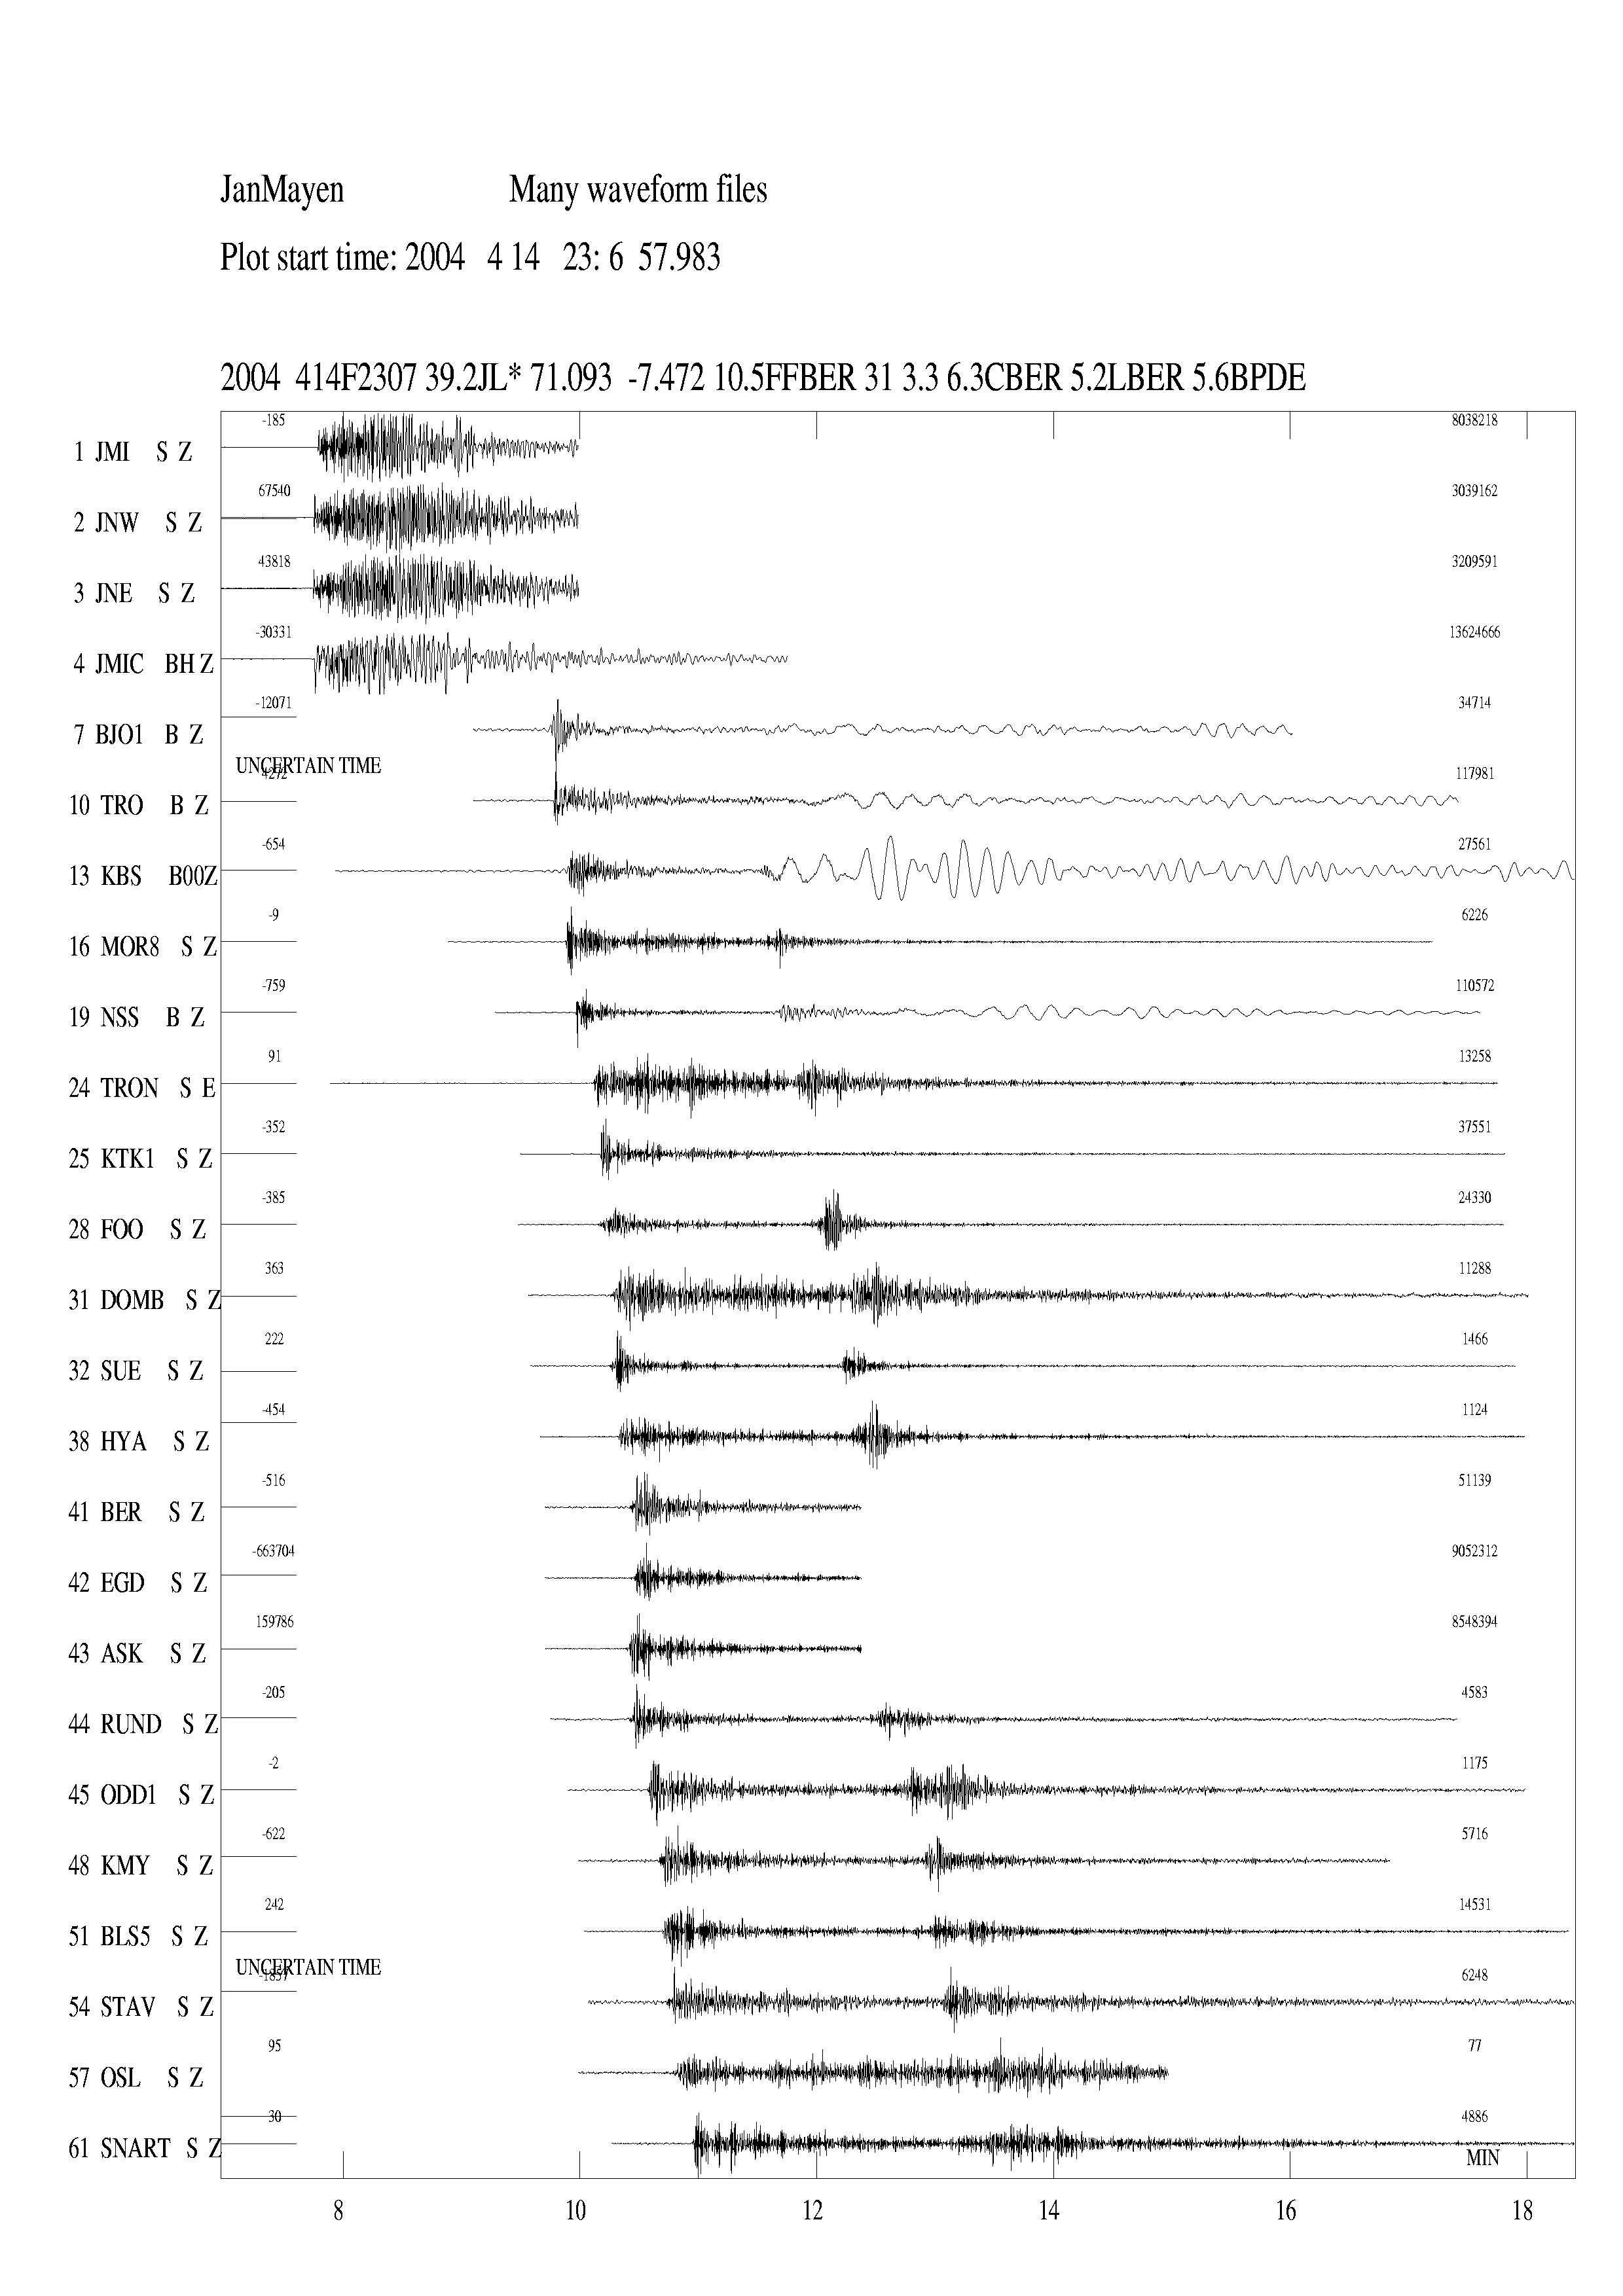 JanMayen Many waveform files
Plot start time: 2004 4 14 23: 6 57.983
2004 414F2307 39.2JL* 71.093 -7.472 10.5FFBER 31 3.3 6.3CBER 5.2LBER 5.6BPDE
-185 8038218
1 JMI S Z
67540 3039162
2 JNW S Z
43818 3209591
3 JNE S Z
-30331 13624666
4 JMIC BH Z
-12071 34714
7 BJO1 B Z
UNCERTAIN TIME
4272 117981
10 TRO B Z
-654 27561
13 KBS B00Z
-9 6226
16 MOR8 S Z
-759 110572
19 NSS B Z
91 13258
24 TRON S E
-352 37551
25 KTK1 S Z
-385 24330
28 FOO S Z
363 11288
31 DOMB S Z
222 1466
32 SUE S Z
-454 1124
38 HYA S Z
-516 51139
41 BER S Z
-663704 9052312
42 EGD S Z
159786 8548394
43 ASK S Z
-205 4583
44 RUND S Z
-2 1175
45 ODD1 S Z
-622 5716
48 KMY S Z
242 14531
51 BLS5 S Z
UNCERTAIN TIME
-1857 6248
54 STAV S Z
95 77
57 OSL S Z
30 4886
61 SNART S Z
MIN
8 10 12 14 16 18